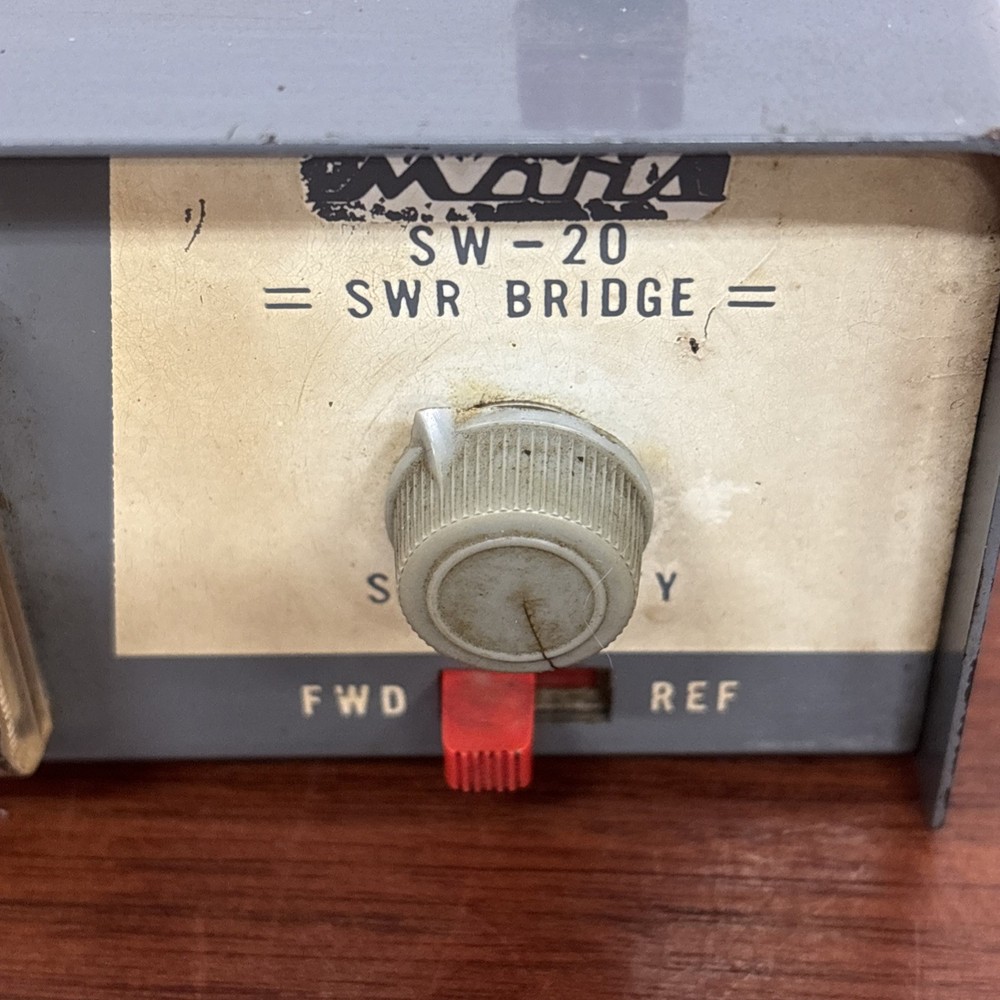 SW-20
= SWR BRIDGE =
S Y
FWD REF